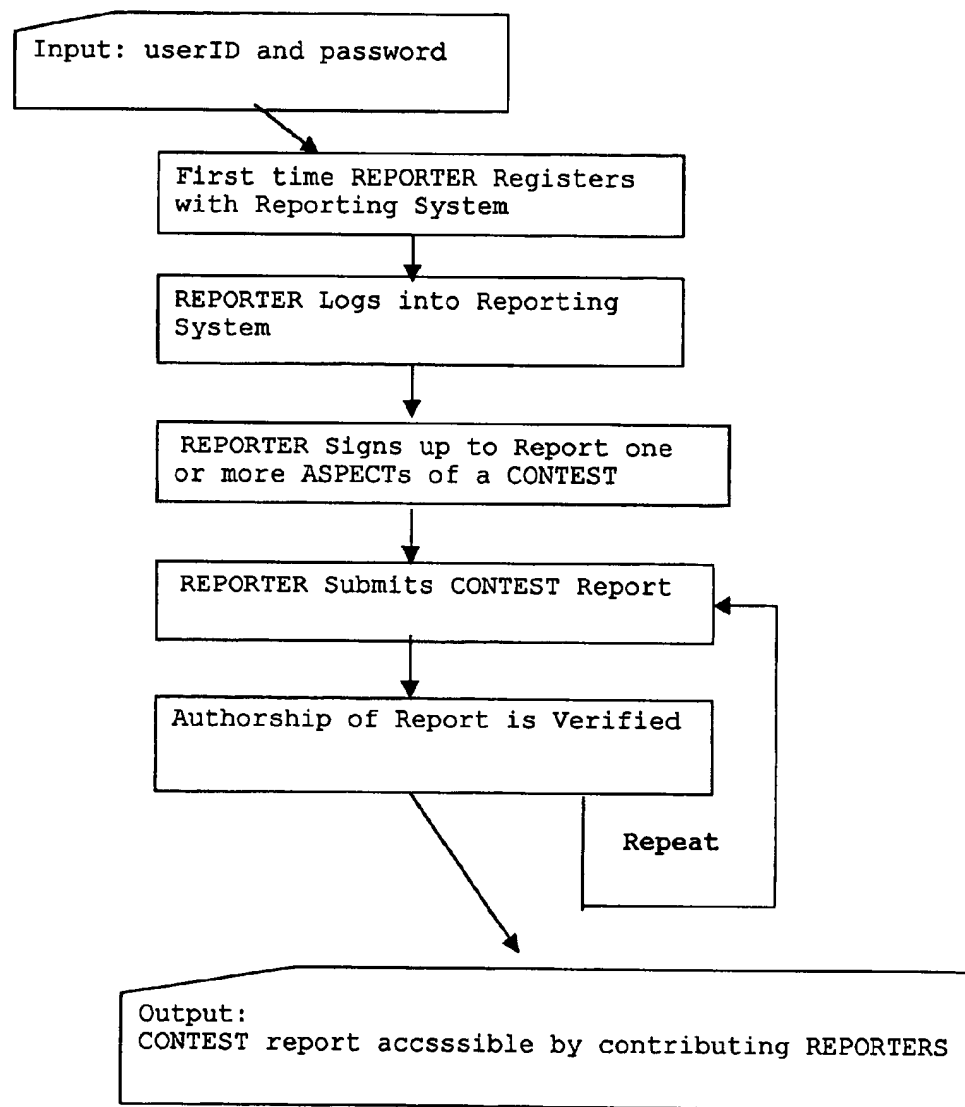 Input: userID and password
First time REPORTER Registers
with Reporting System
REPORTER Logs into Reporting
System
REPORTER Signs up to Report one
or more ASPECTs of a CONTEST
REPORTER Submits CONTEST Report
Authorship of Report is Verified
Repeat
Output:
CONTEST report accsssible by contributing REPORTERS